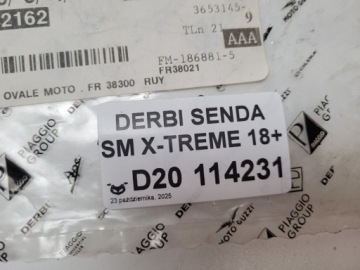 3653145-
2162
9
TLn 21
AAA
FM-186881-5
FR38021
OVALE MOTO . FR 38300 RUY
DERBI SENDA
SM X-TREME 18+
D20 114231
23 października, 2025
PIAGGIO
GROUP
PIAGGIO
GROUP
DERBI
MOTO GUZZI